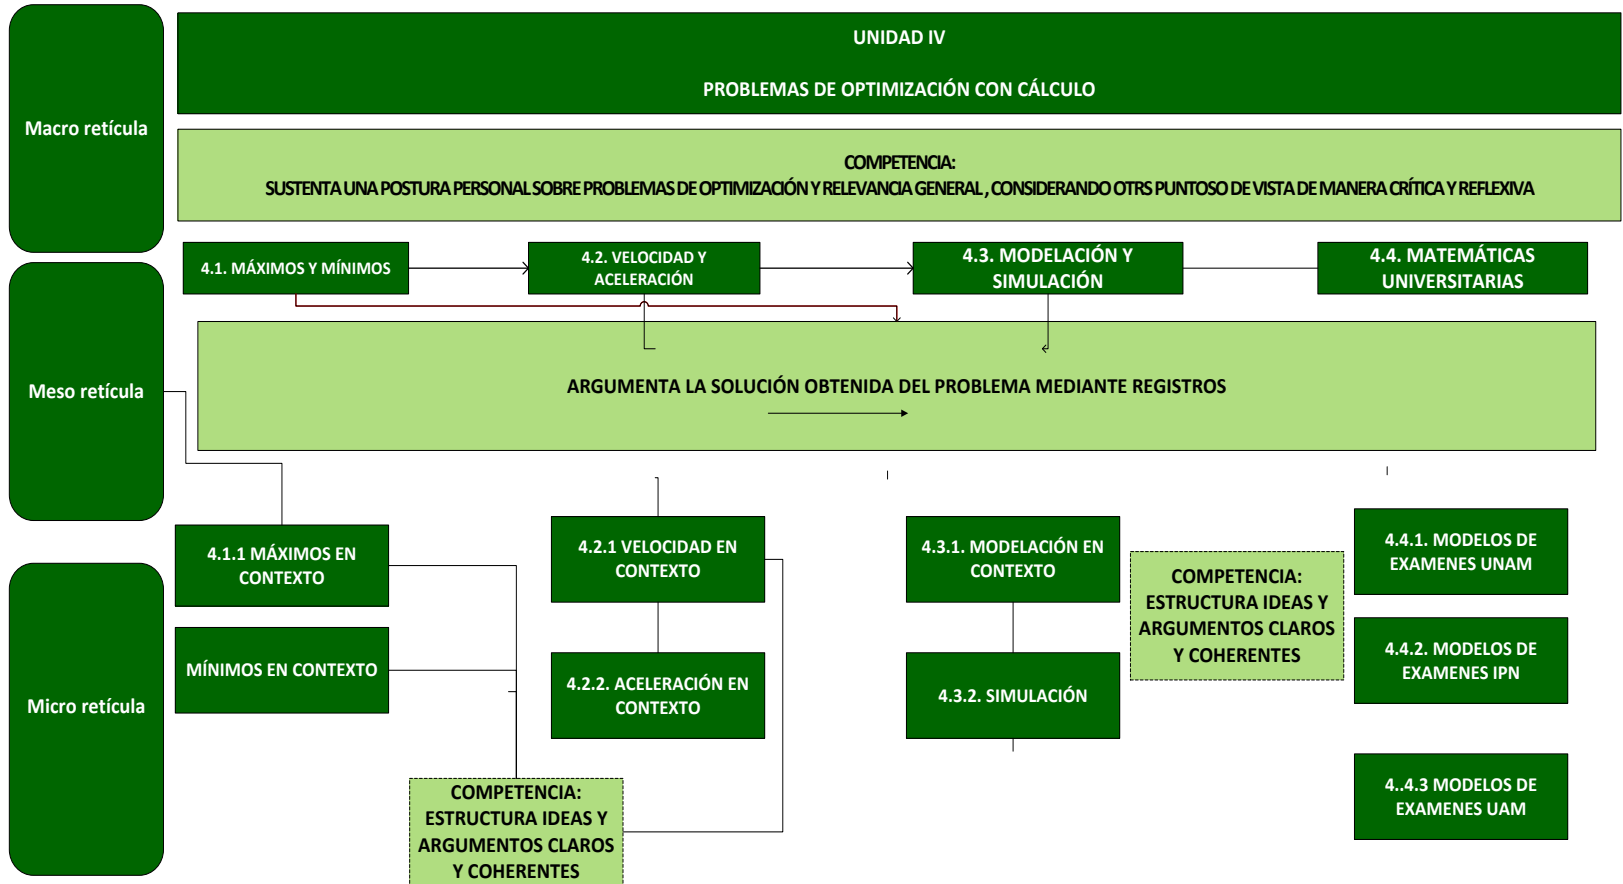 Macro retícula
UNIDAD IV
PROBLEMAS DE OPTIMIZACIÓN CON CÁLCULO
COMPETENCIA:
SUSTENTA UNA POSTURA PERSONAL SOBRE PROBLEMAS DE OPTIMIZACIÓN Y RELEVANCIA GENERAL , CONSIDERANDO OTRS PUNTOSO DE VISTA DE MANERA CRÍTICA Y REFLEXIVA
4.1. MÁXIMOS Y MÍNIMOS
4.2. VELOCIDAD Y
ACELERACIÓN
4.3. MODELACIÓN Y
SIMULACIÓN
4.4. MATEMÁTICAS
UNIVERSITARIAS
Meso retícula
ARGUMENTA LA SOLUCIÓN OBTENIDA DEL PROBLEMA MEDIANTE REGISTROS
Micro retícula
4.1.1 MÁXIMOS EN
CONTEXTO
MÍNIMOS EN CONTEXTO
COMPETENCIA:
ESTRUCTURA IDEAS Y
ARGUMENTOS CLAROS
Y COHERENTES
4.2.1 VELOCIDAD EN
CONTEXTO
4.2.2. ACELERACIÓN EN
CONTEXTO
4.3.1. MODELACIÓN EN
CONTEXTO
4.3.2. SIMULACIÓN
COMPETENCIA:
ESTRUCTURA IDEAS Y
ARGUMENTOS CLAROS
Y COHERENTES
4.4.1. MODELOS DE
EXAMENES UNAM
4.4.2. MODELOS DE
EXAMENES IPN
4..4.3 MODELOS DE
EXAMENES UAM